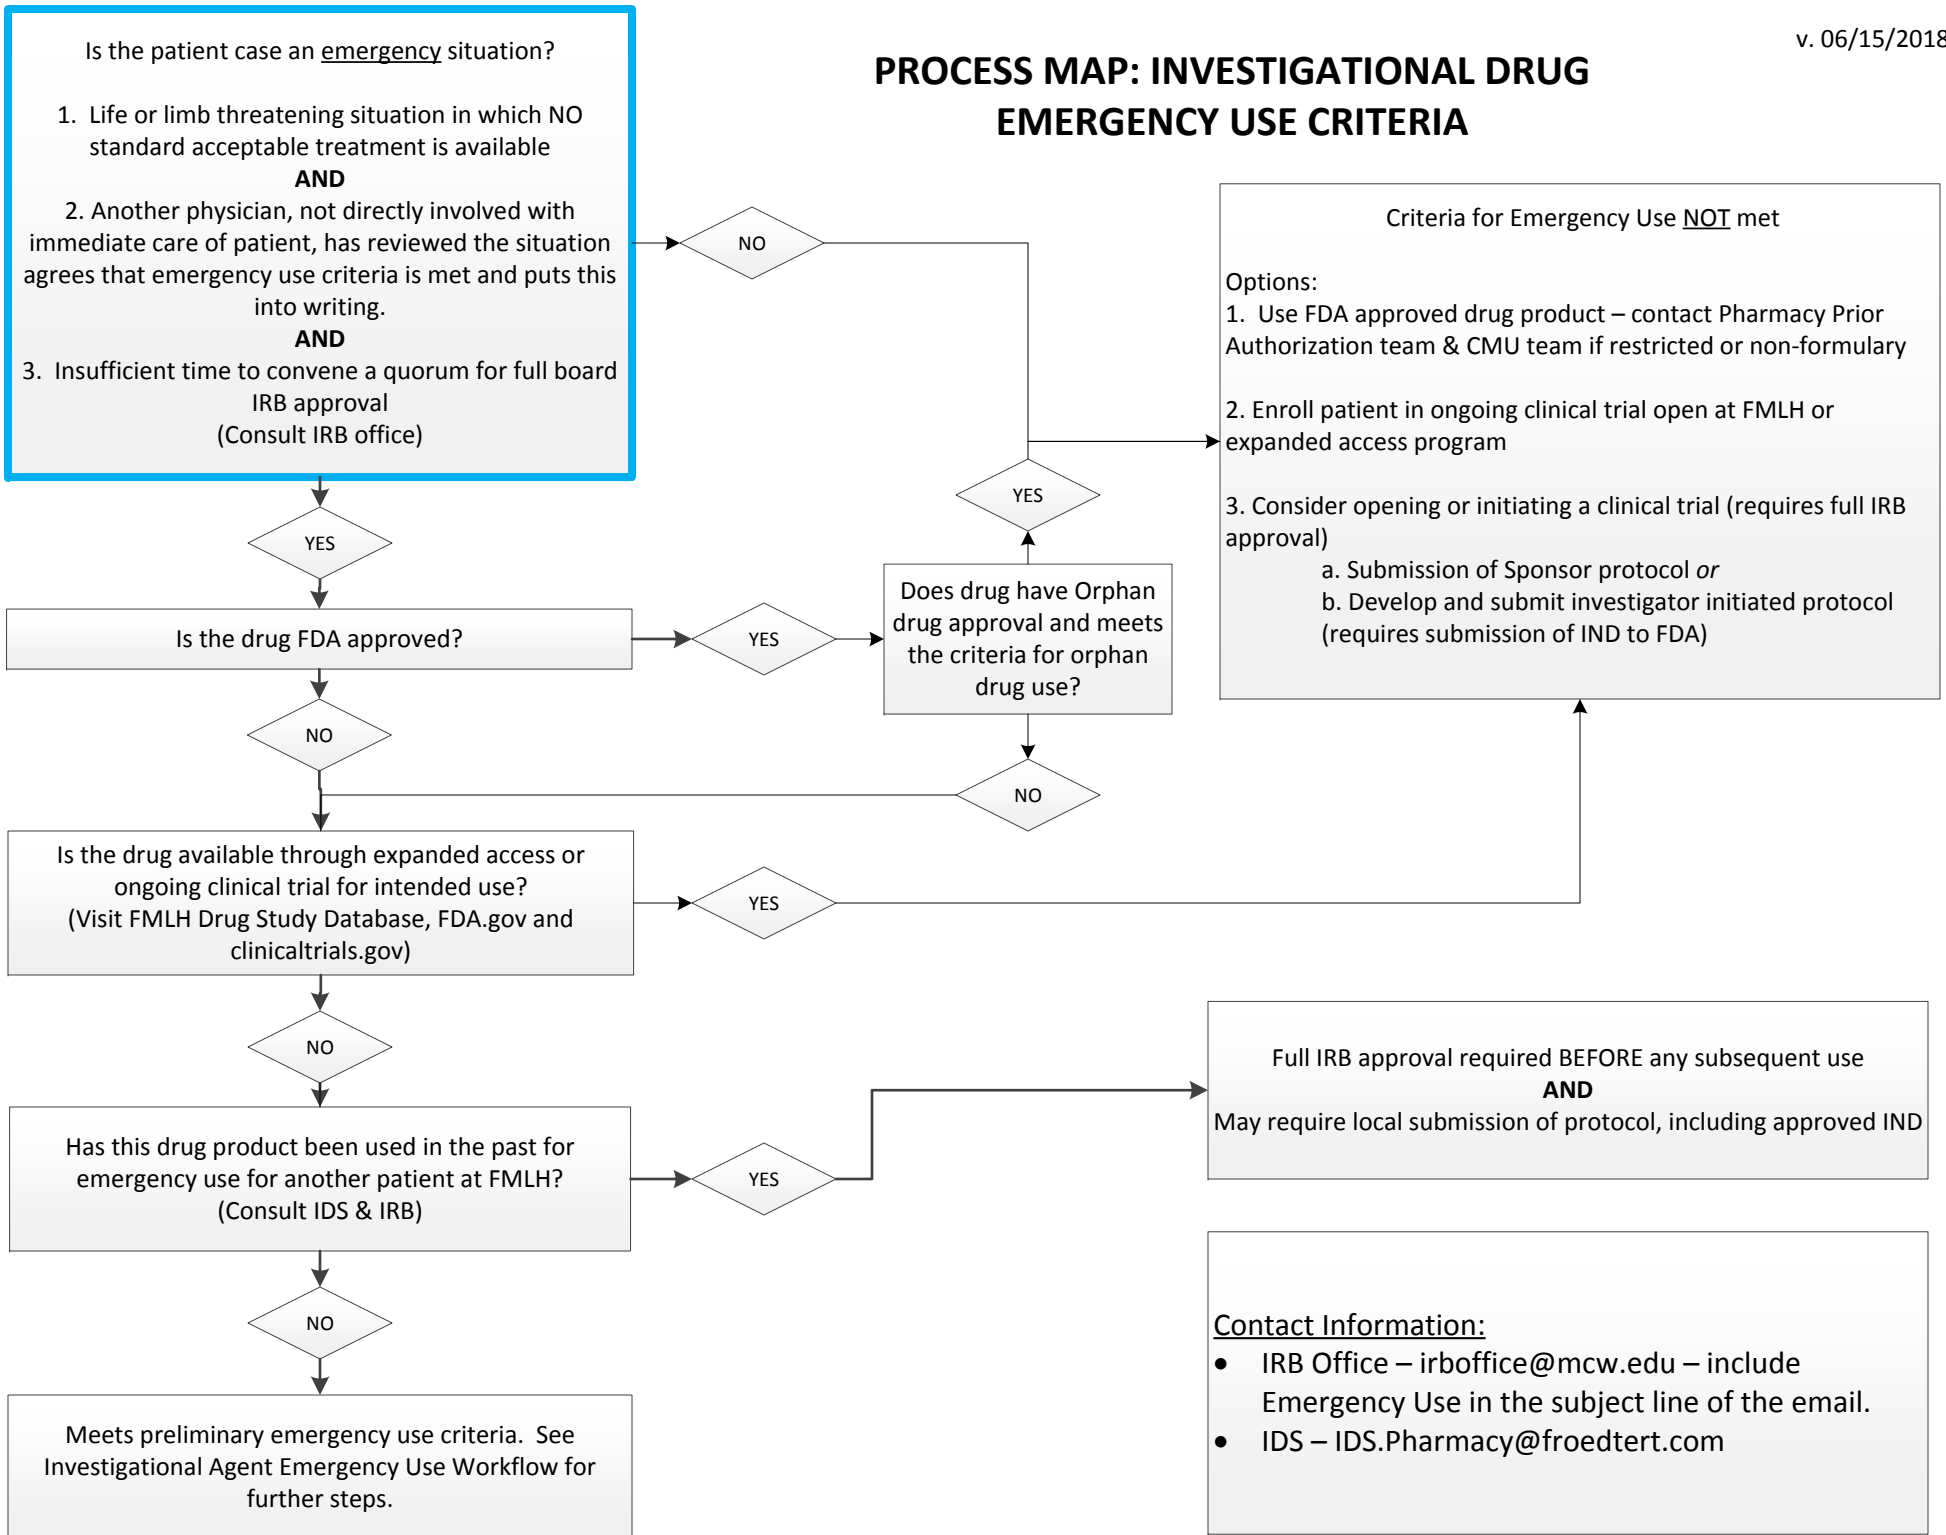 v. 06/15/2018
PROCESS MAP: INVESTIGATIONAL DRUG
EMERGENCY USE CRITERIA
Is the patient case an emergency situation?
1. Life or limb threatening situation in which NO
standard acceptable treatment is available
AND
2. Another physician, not directly involved with
immediate care of patient, has reviewed the situation
agrees that emergency use criteria is met and puts this
into writing.
AND
3. Insufficient time to convene a quorum for full board
IRB approval
(Consult IRB office)
NO
Criteria for Emergency Use NOT met
Options:
1. Use FDA approved drug product – contact Pharmacy Prior
Authorization team & CMU team if restricted or non-formulary
2. Enroll patient in ongoing clinical trial open at FMLH or
expanded access program
3. Consider opening or initiating a clinical trial (requires full IRB
approval)
a. Submission of Sponsor protocol or
b. Develop and submit investigator initiated protocol
(requires submission of IND to FDA)
YES
YES
Is the drug FDA approved?
YES
Does drug have Orphan
drug approval and meets
the criteria for orphan
drug use?
NO
NO
Is the drug available through expanded access or
ongoing clinical trial for intended use?
(Visit FMLH Drug Study Database, FDA.gov and
clinicaltrials.gov)
YES
NO
Has this drug product been used in the past for
emergency use for another patient at FMLH?
(Consult IDS & IRB)
YES
Full IRB approval required BEFORE any subsequent use
AND
May require local submission of protocol, including approved IND
NO
Meets preliminary emergency use criteria. See
Investigational Agent Emergency Use Workflow for
further steps.
Contact Information:
• IRB Office – irboffice@mcw.edu – include
Emergency Use in the subject line of the email.
• IDS – IDS.Pharmacy@froedtert.com